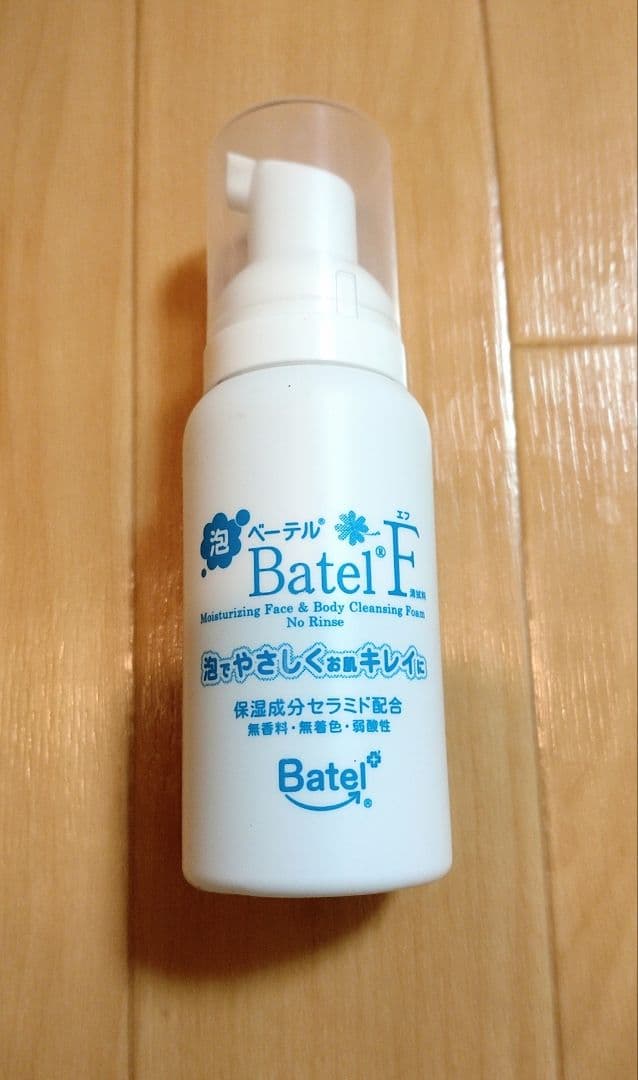 泡 ベーテル®
エフ
Batel® F 清拭料
Moisturizing Face & Body Cleansing Foam
No Rinse
泡でやさしくお肌キレイに
保湿成分セラミド配合
無香料・無着色・弱酸性
Batel®